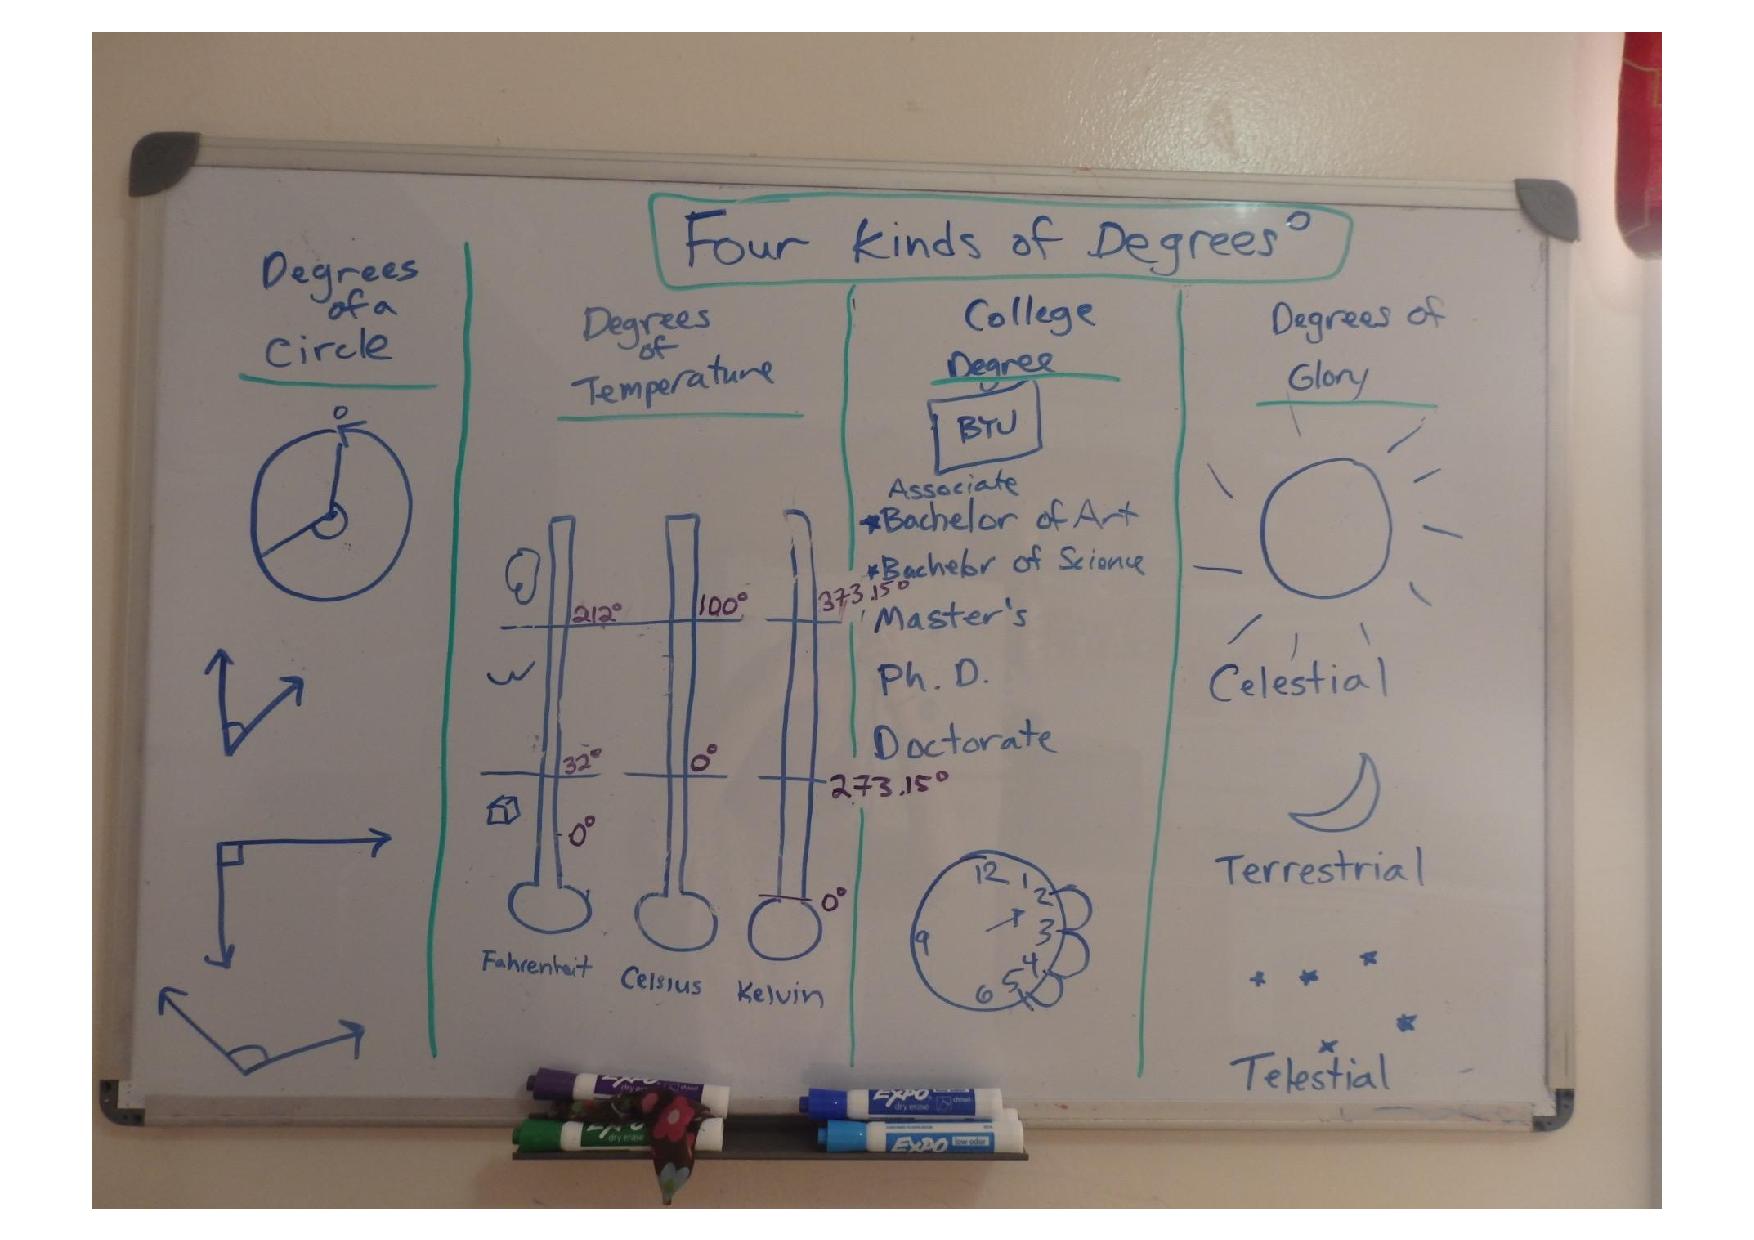 Four Kinds of Degrees°
Degrees
of a
Circle
0
Degrees
of
Temperature
212°
100°
373.15°
32°
0°
273.15°
0°
0°
Fahrenheit
Celsius
Kelvin
College
Degree
BYU
Associate
*Bachelor of Art
*Bachelor of Science
Master's
Ph. D.
Doctorate
12
1
2
3
4
5
6
9
Degrees of
Glory
Celestial
Terrestrial
Telestial
EXPO
dry erase
EXPO
dry erase
EXPO
dry erase
EXPO
low odor